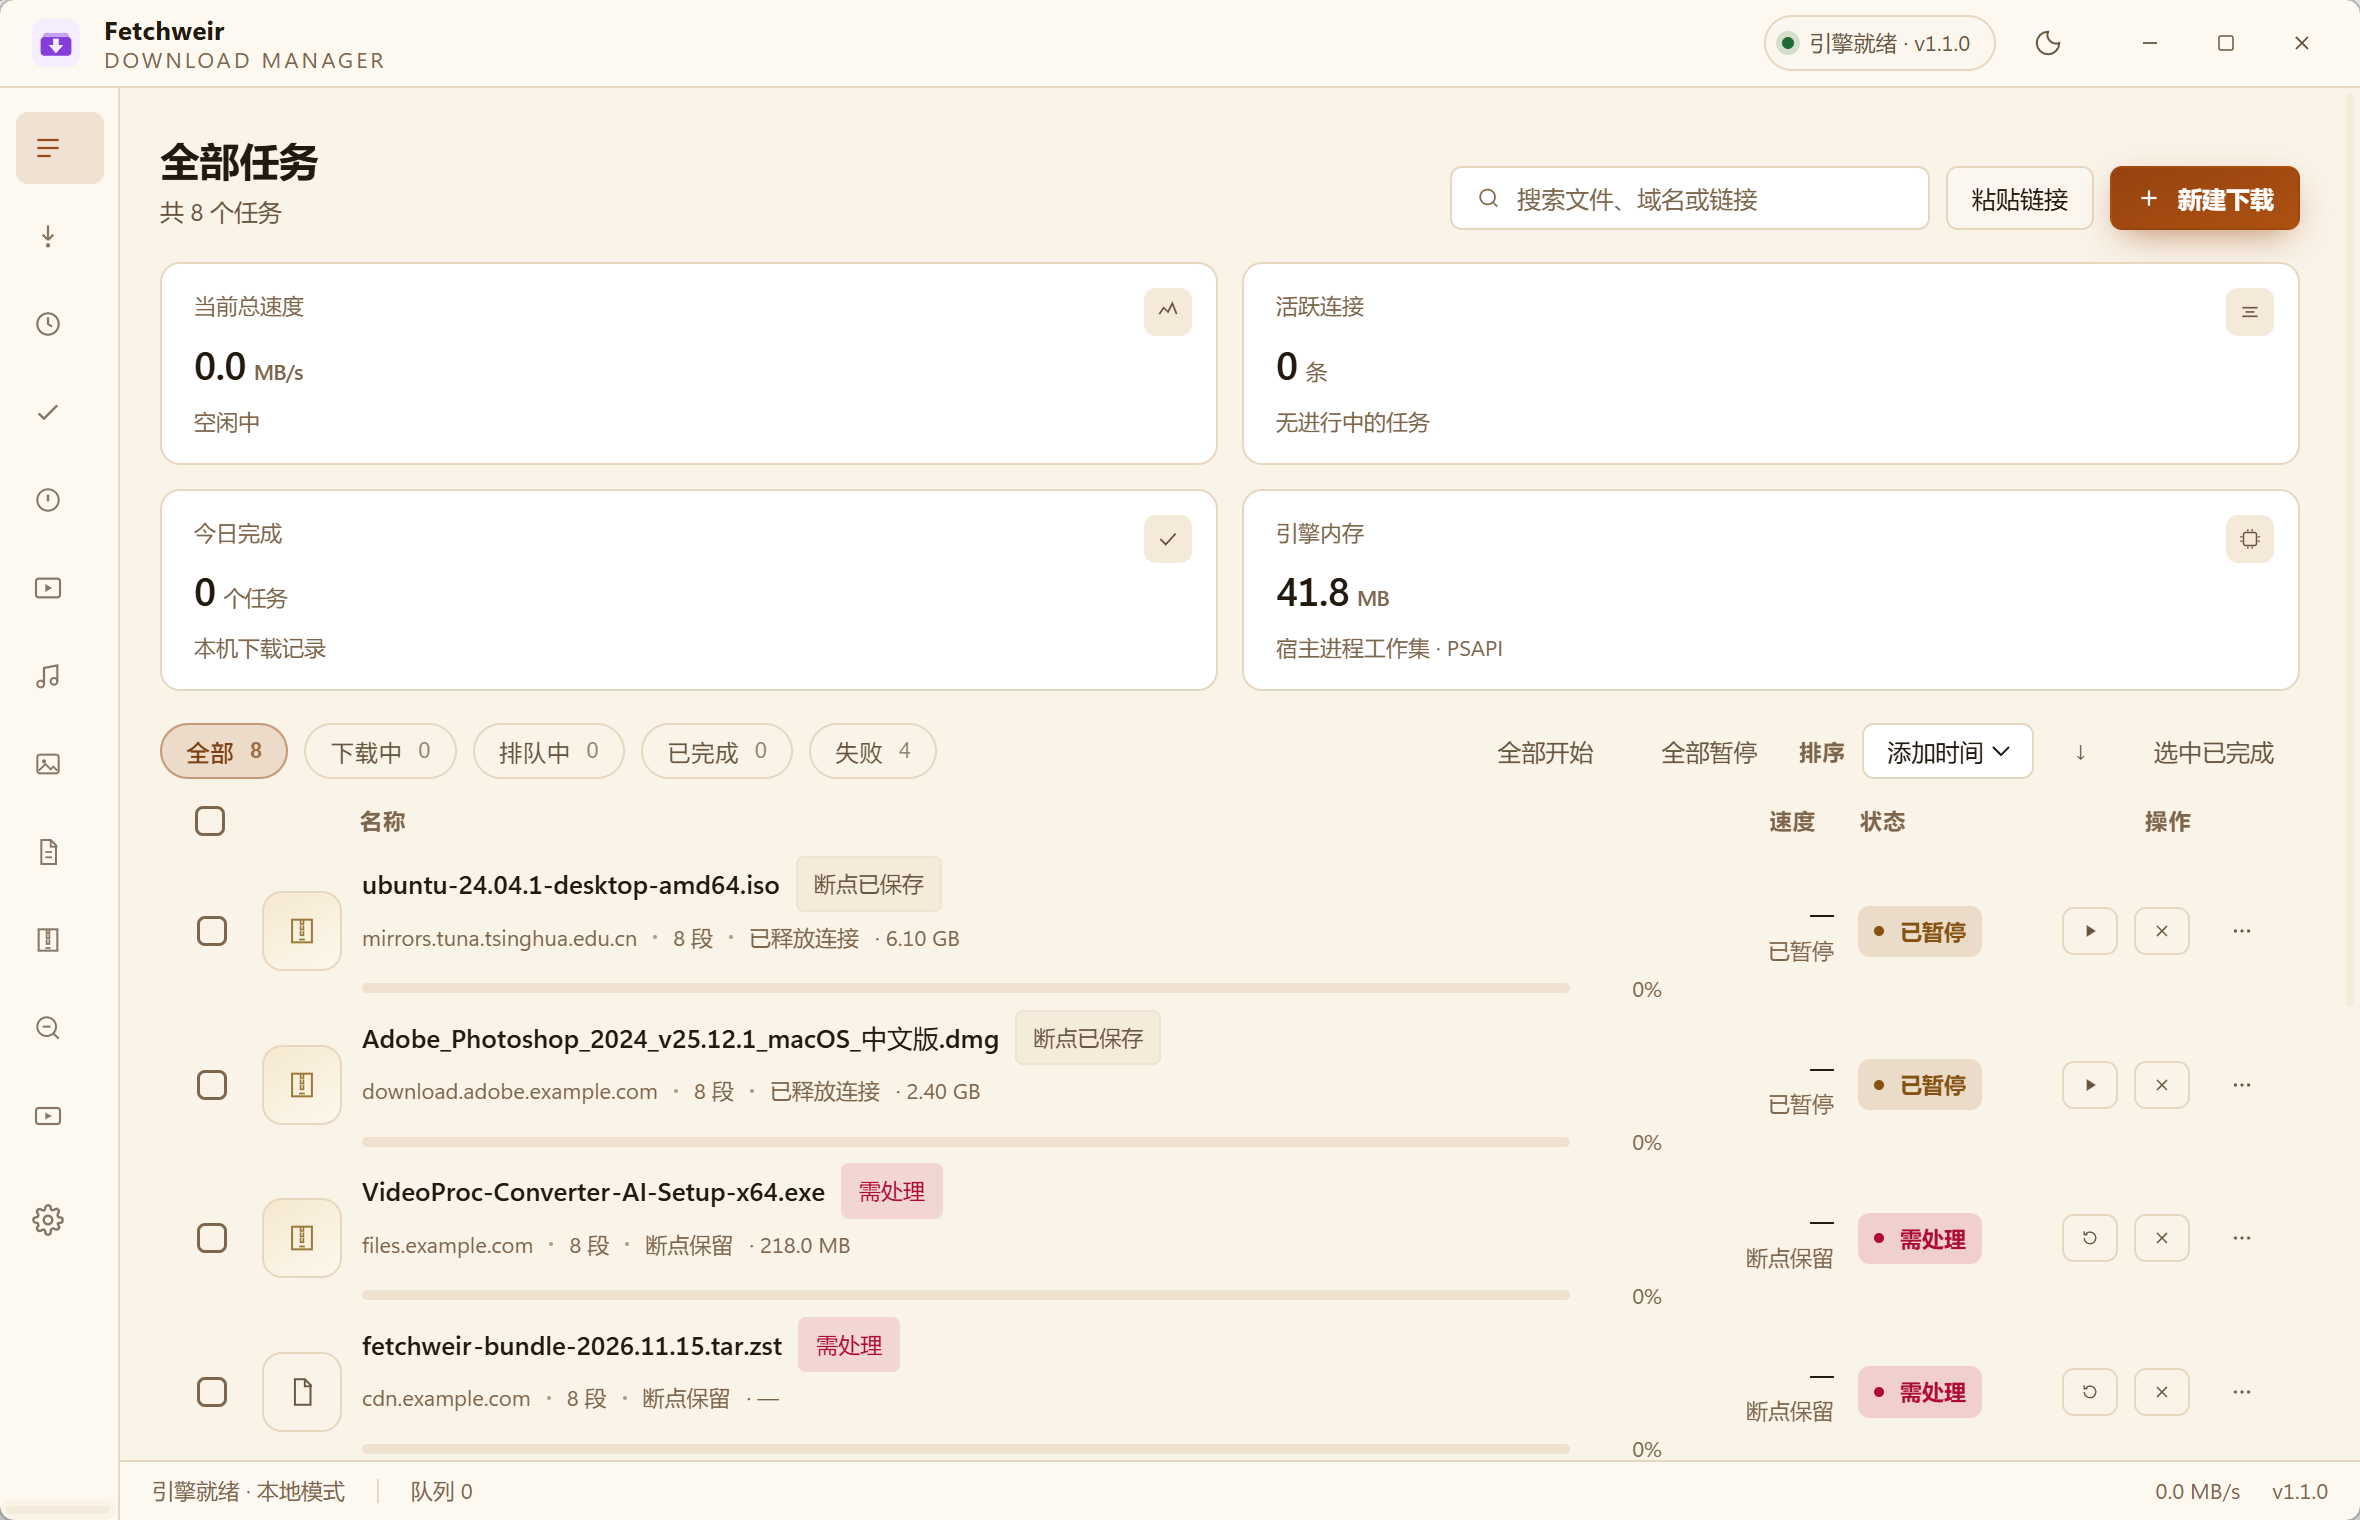 Fetchweir
DOWNLOAD MANAGER
引擎就绪 · v1.1.0
全部任务
共 8 个任务
搜索文件、域名或链接
粘贴链接
新建下载
当前总速度
0.0 MB/s
空闲中
活跃连接
0 条
无进行中的任务
今日完成
0 个任务
本机下载记录
引擎内存
41.8 MB
宿主进程工作集 · PSAPI
全部 8
下载中 0
排队中 0
已完成 0
失败 4
全部开始
全部暂停
排序
添加时间
↓
选中已完成
名称
速度
状态
操作
ubuntu-24.04.1-desktop-amd64.iso 断点已保存
mirrors.tuna.tsinghua.edu.cn · 8 段 · 已释放连接 · 6.10 GB
0%
—
已暂停
已暂停
Adobe_Photoshop_2024_v25.12.1_macOS_中文版.dmg 断点已保存
download.adobe.example.com · 8 段 · 已释放连接 · 2.40 GB
0%
—
已暂停
已暂停
VideoProc-Converter-AI-Setup-x64.exe 需处理
files.example.com · 8 段 · 断点保留 · 218.0 MB
0%
—
断点保留
需处理
fetchweir-bundle-2026.11.15.tar.zst 需处理
cdn.example.com · 8 段 · 断点保留 · —
0%
—
断点保留
需处理
引擎就绪 · 本地模式
队列 0
0.0 MB/s
v1.1.0